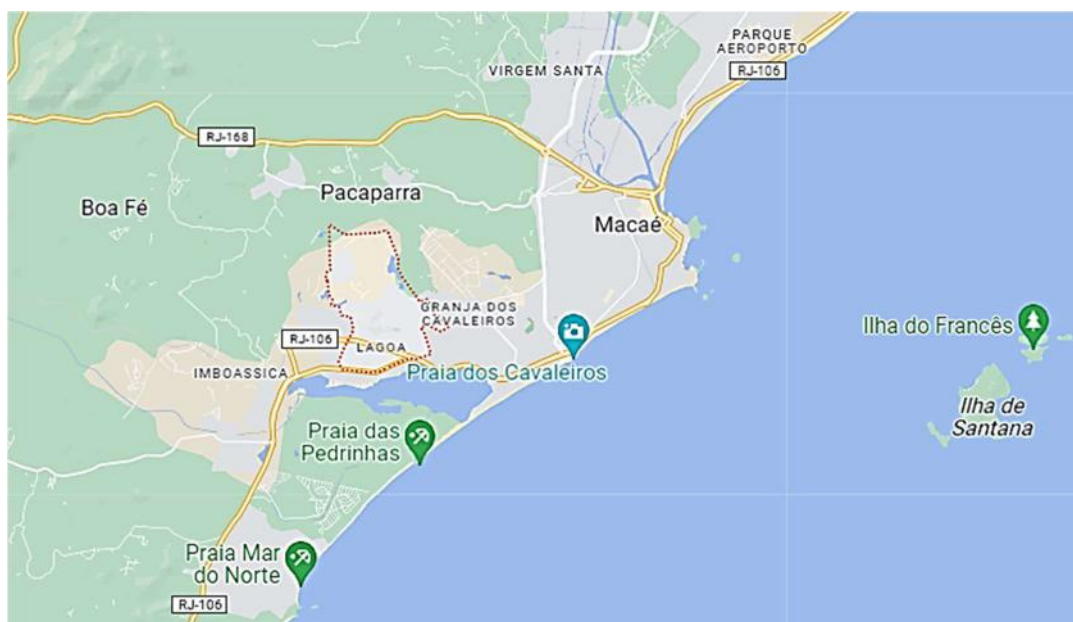 PARQUE
AEROPORTO
RJ-106
VIRGEM SANTA
RJ-168
Pacaparra
Boa Fé
Macaé
GRANJA DOS
CAVALEIROS
Ilha do Francês
RJ-106
LAGOA
IMBOASSICA
Praia dos Cavaleiros
Ilha de
Santana
Praia das
Pedrinhas
Praia Mar
do Norte
RJ-106